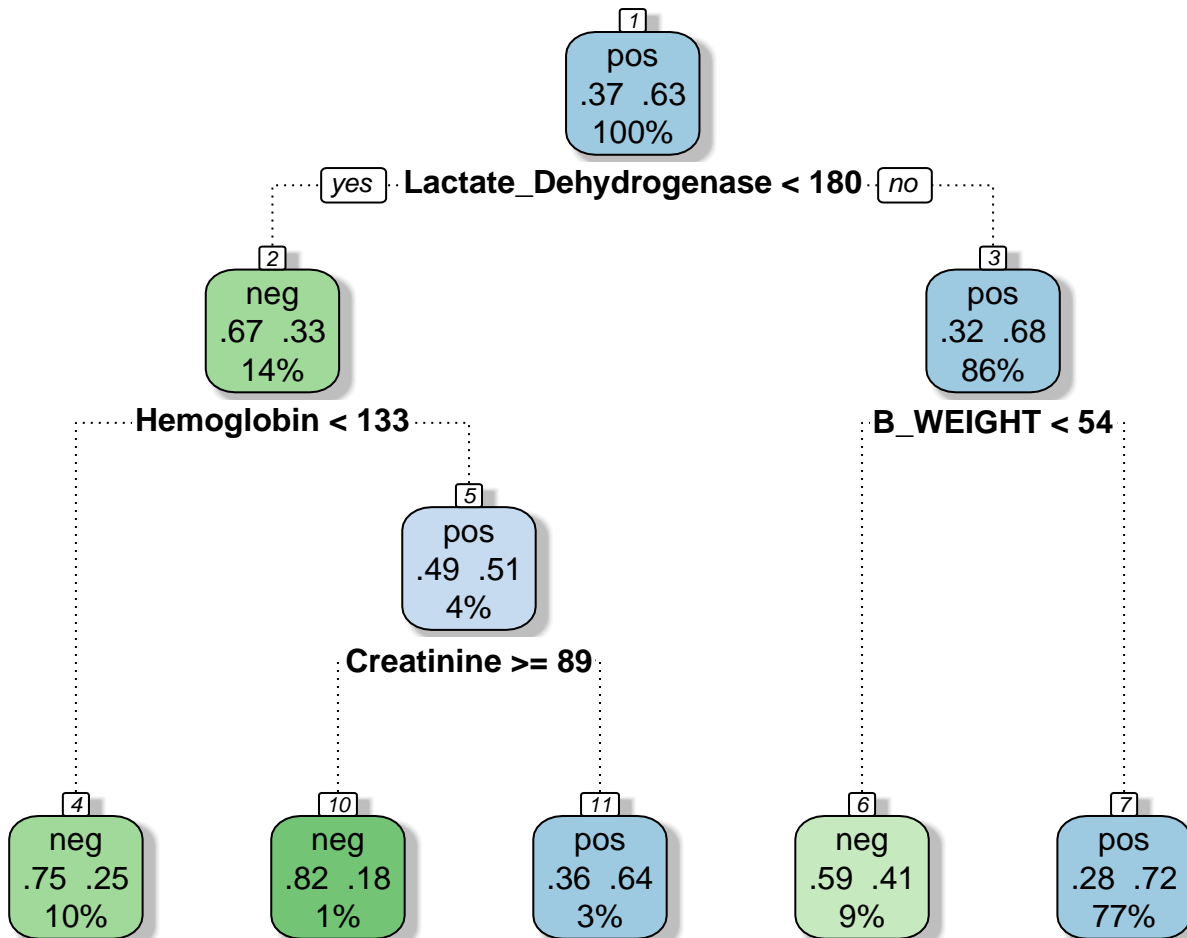 1
pos
.37 .63
100%
yes Lactate_Dehydrogenase < 180 no
2
neg
.67 .33
14%
3
pos
.32 .68
86%
Hemoglobin < 133
B_WEIGHT < 54
5
pos
.49 .51
4%
Creatinine >= 89
4
neg
.75 .25
10%
10
neg
.82 .18
1%
11
pos
.36 .64
3%
6
neg
.59 .41
9%
7
pos
.28 .72
77%